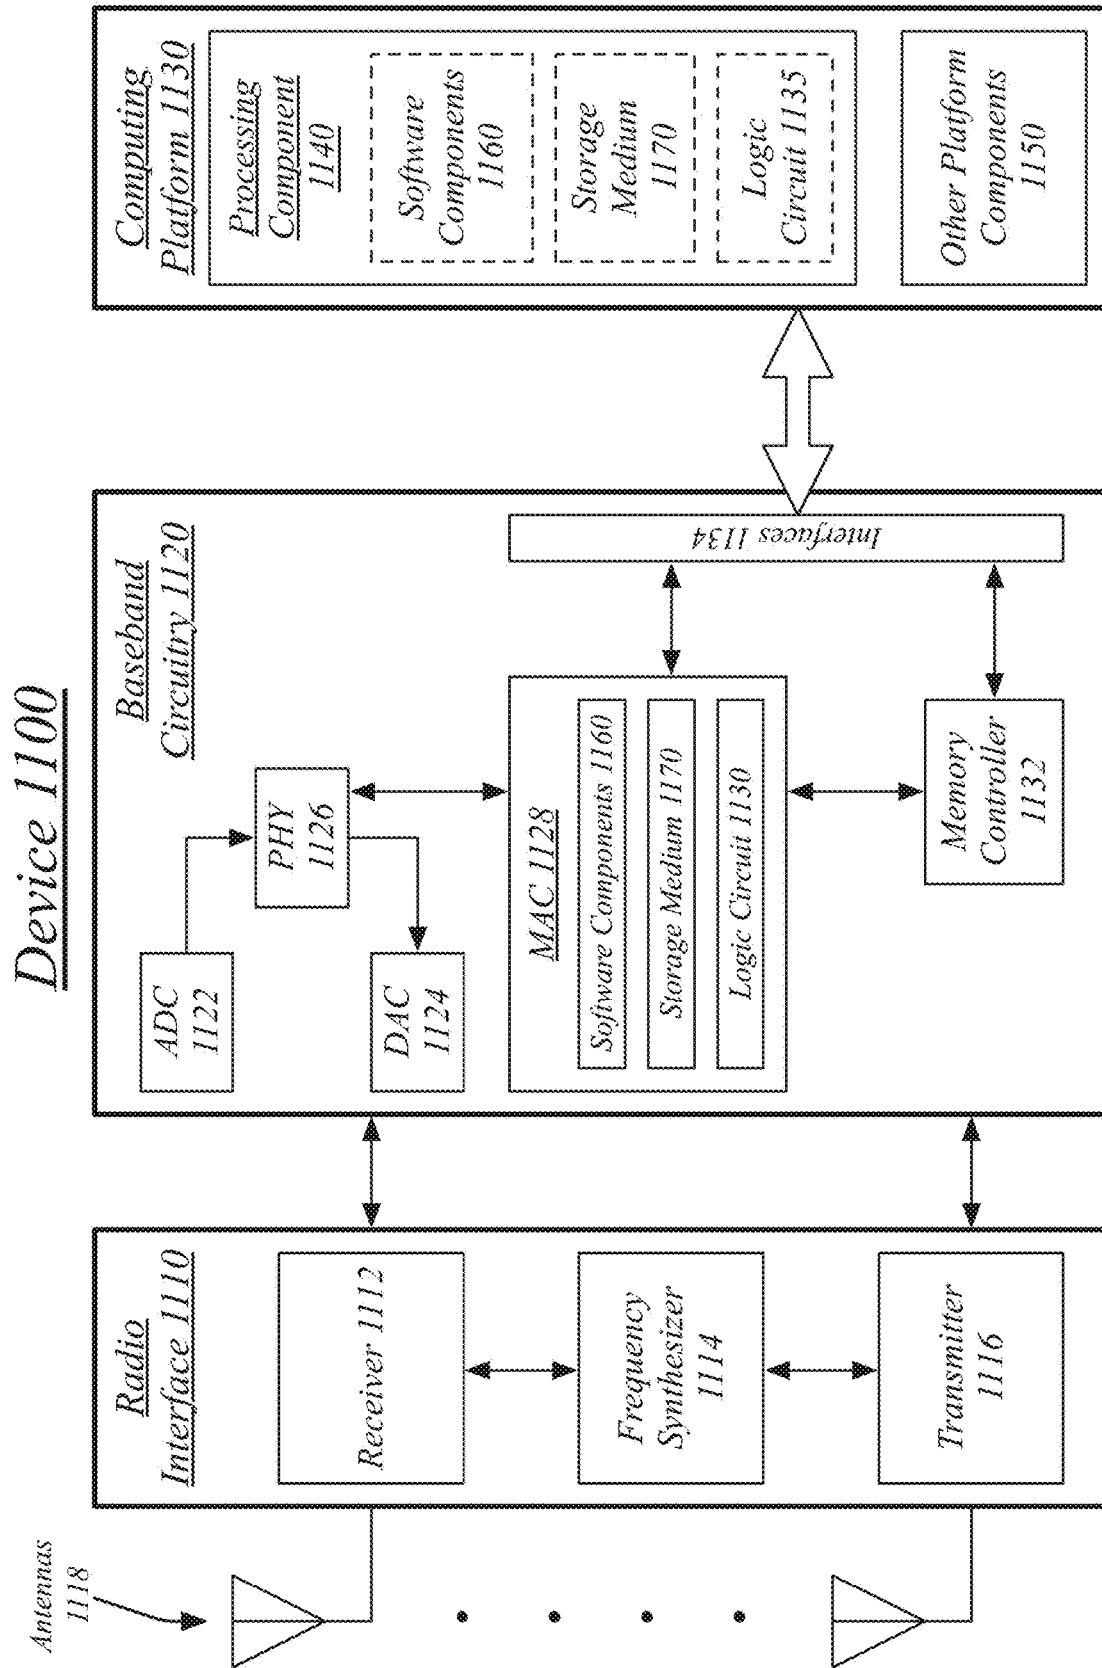 Device 1100
Antennas
1118
Radio
Interface 1110
Receiver 1112
Frequency
Synthesizer
1114
Transmitter
1116
Baseband
Circuitry 1120
ADC
1122
PHY
1126
DAC
1124
MAC 1128
Software Components 1160
Storage Medium 1170
Logic Circuit 1130
Memory
Controller
1132
Interfaces 1134
Computing
Platform 1130
Processing
Component
1140
Software
Components
1160
Storage
Medium
1170
Logic
Circuit 1135
Other Platform
Components
1150